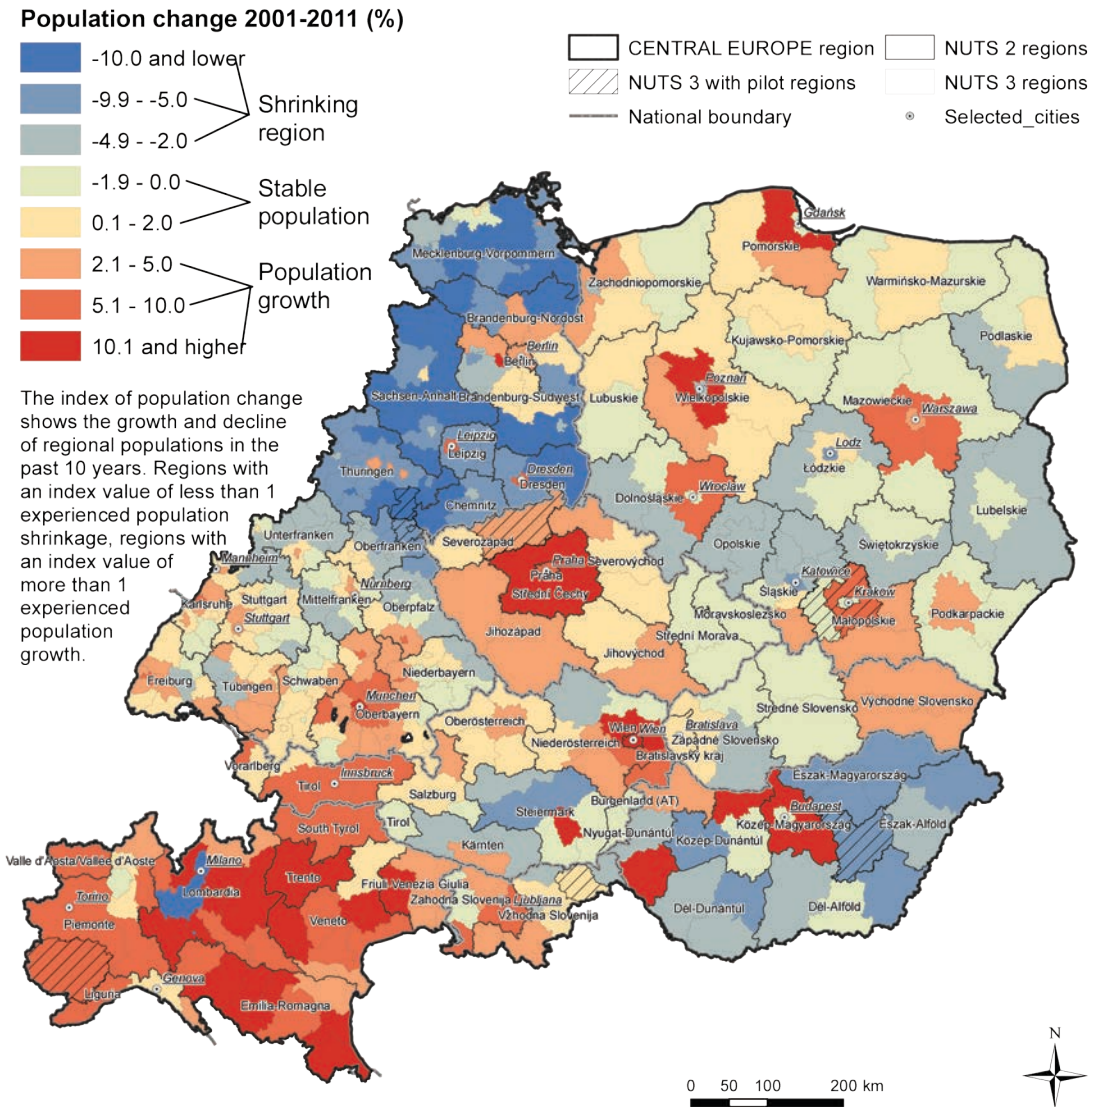 Population change 2001-2011 (%)
-10.0 and lower
-9.9 - -5.0
-4.9 - -2.0
Shrinking
region
-1.9 - 0.0
0.1 - 2.0
Stable
population
2.1 - 5.0
5.1 - 10.0
10.1 and higher
Population
growth
CENTRAL EUROPE region
NUTS 2 regions
NUTS 3 with pilot regions
NUTS 3 regions
National boundary
Selected_cities
The index of population change
shows the growth and decline
of regional populations in the
past 10 years. Regions with
an index value of less than 1
experienced population
shrinkage, regions with
an index value of
more than 1
experienced
population
growth.
Gdańsk
Pomorskie
Mecklenburg-Vorpommern
Zachodniopomorskie
Warmińsko-Mazurskie
Brandenburg-Nordost
Podlaskie
Kujawsko-Pomorskie
Berlin
Berlin
Poznań
Wielkopolskie
Sachsen-Anhalt
Brandenburg-Südwest
Lubuskie
Mazowieckie
Warszawa
Leipzig
Leipzig
Lodz
Łódzkie
Thüringen
Dresden
Dresden
Wroclaw
Dolnośląskie
Chemnitz
Lubelskie
Unterfranken
Oberfranken
Severozápad
Opolskie
Świętokrzyskie
Mannheim
Praha
Praha
Severovýchod
Střední Čechy
Katowice
Śląskie
Kraków
Małopolskie
Nürnberg
Karlsruhe
Stuttgart
Stuttgart
Mittelfranken
Oberpfalz
Moravskoslezsko
Podkarpackie
Jihozápad
Střední Morava
Jihovýchod
Freiburg
Tübingen
Schwaben
Niederbayern
München
Oberbayern
Stredné Slovensko
Východné Slovensko
Oberösterreich
Wien
Wien
Niederösterreich
Bratislava
Západné Slovensko
Bratislavský kraj
Vorarlberg
Tirol
Innsbruck
Salzburg
Észak-Magyarország
Burgenland (AT)
Steiermark
Budapest
Közép-Magyarország
Észak-Alföld
South Tyrol
Tirol
Nyugat-Dunántúl
Közép-Dunántúl
Kärnten
Valle d'Aosta/Vallée d'Aoste
Milano
Lombardia
Trento
Friuli Venezia Giulia
Zahodna Slovenija
Ljubljana
Vzhodna Slovenija
Torino
Piemonte
Veneto
Dél-Dunántúl
Dél-Alföld
Genova
Liguria
Emilia-Romagna
N
0 50 100 200 km